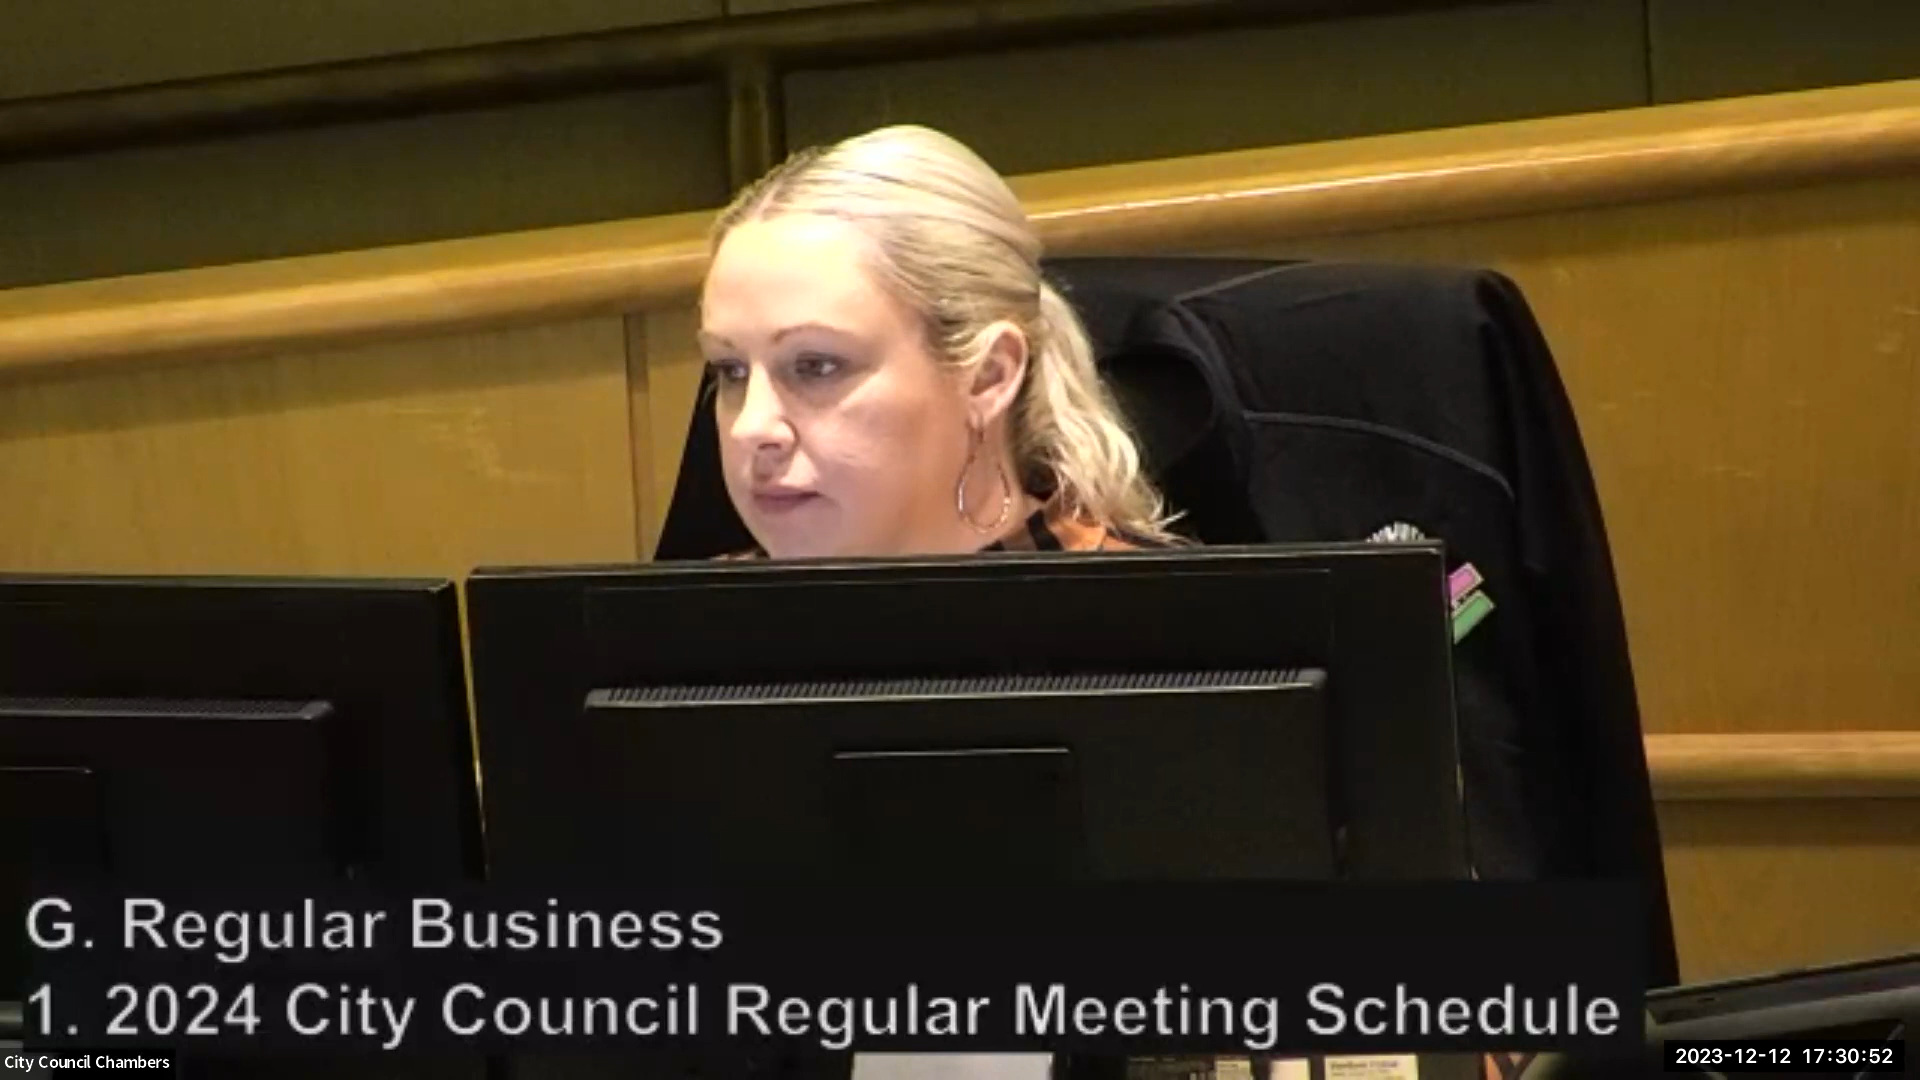 G. Regular Business
1. 2024 City Council Regular Meeting Schedule
City Council Chambers
2023-12-12 17:30:52